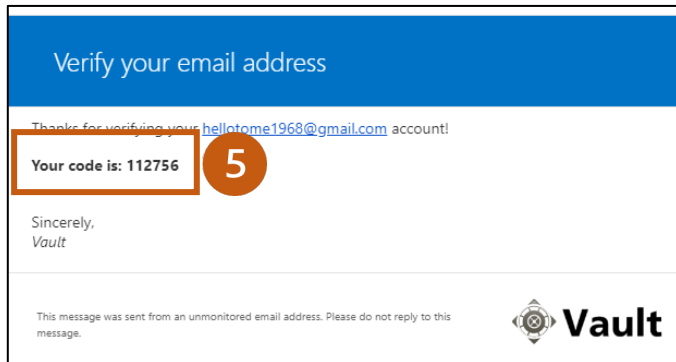 Verify your email address
Thanks for verifying your hellotome1968@gmail.com account!
Your code is: 112756
5
Sincerely,
Vault
This message was sent from an unmonitored email address. Please do not reply to this
message.
Vault